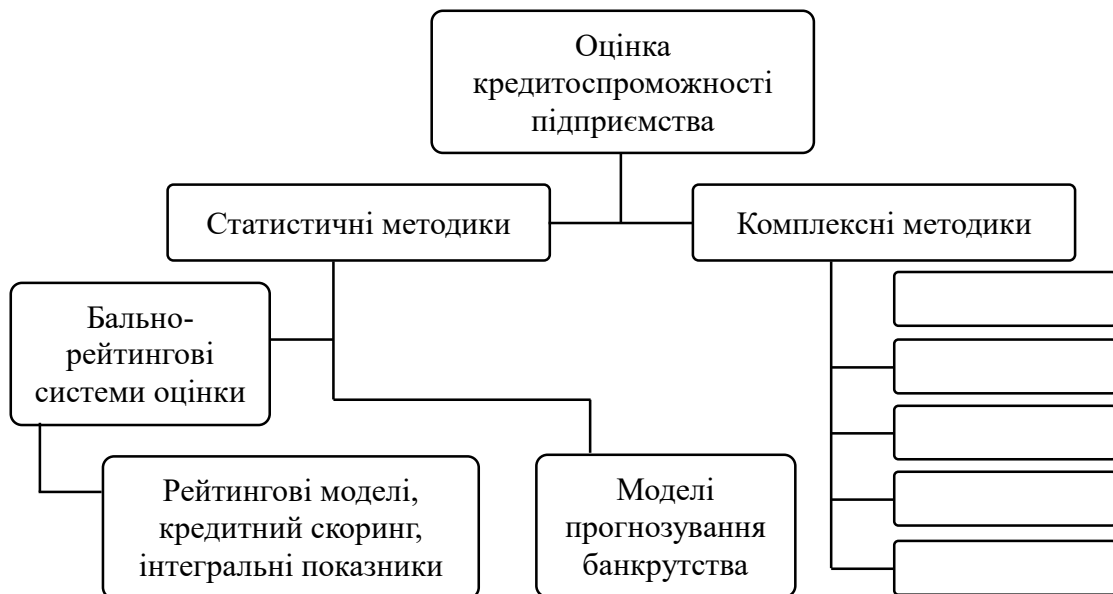 Оцінка
кредитоспроможності
підприємства
Статистичні методики
Комплексні методики
Бально-
рейтингові
системи оцінки
Рейтингові моделі,
кредитний скоринг,
інтегральні показники
Моделі
прогнозування
банкрутства